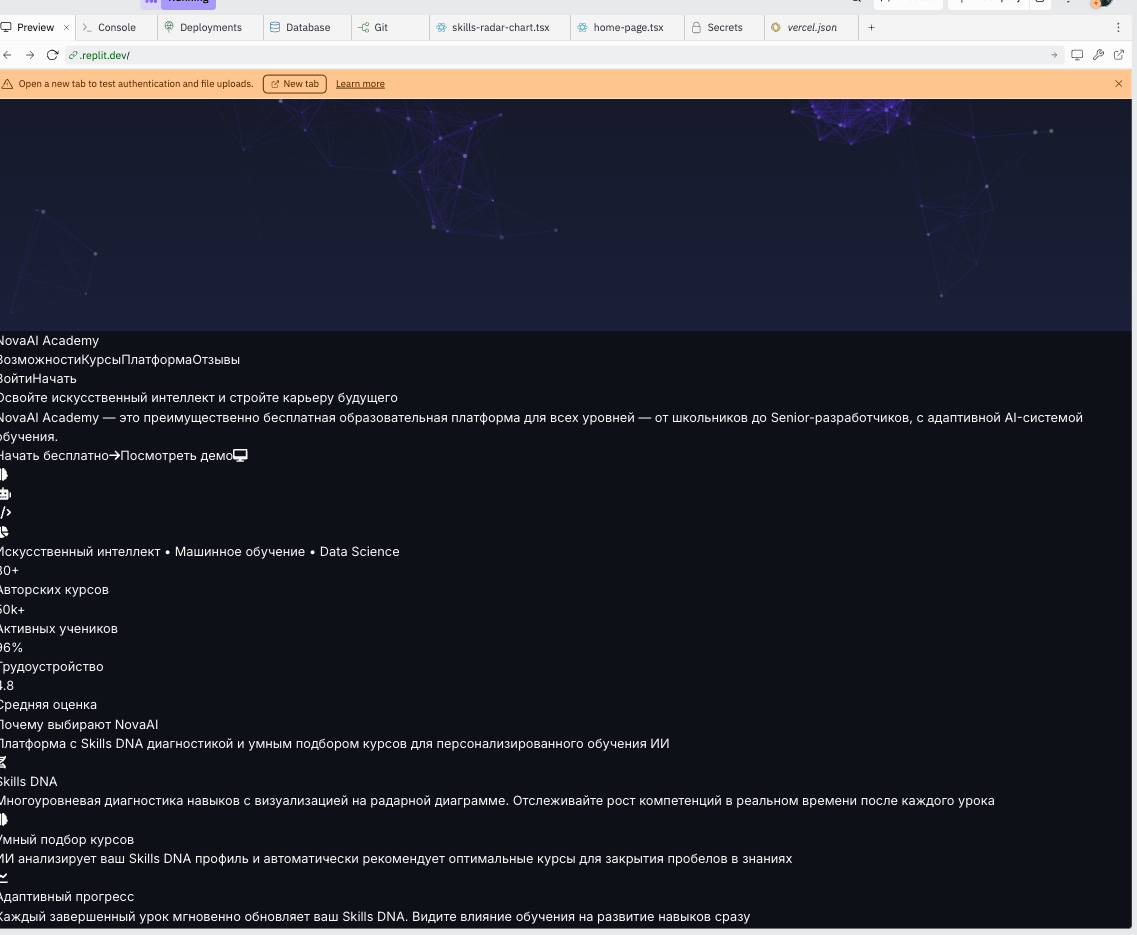 Running
Preview
Console
Deployments
Database
Git
skills-radar-chart.tsx
home-page.tsx
Secrets
vercel.json
.replit.dev/
Open a new tab to test authentication and file uploads.
New tab
Learn more
NovaAI Academy
ВозможностиКурсыПлатформаОтзывы
ВойтиНачать
Освойте искусственный интеллект и стройте карьеру будущего
NovaAI Academy — это преимущественно бесплатная образовательная платформа для всех уровней — от школьников до Senior-разработчиков, с адаптивной AI-системой
обучения.
Начать бесплатно→Посмотреть демо
Искусственный интеллект • Машинное обучение • Data Science
Авторских курсов
50k+
Активных учеников
96%
Трудоустройство
4.8
Средняя оценка
Почему выбирают NovaAI
Платформа с Skills DNA диагностикой и умным подбором курсов для персонализированного обучения ИИ
Skills DNA
Многоуровневая диагностика навыков с визуализацией на радарной диаграмме. Отслеживайте рост компетенций в реальном времени после каждого урока
Умный подбор курсов
ИИ анализирует ваш Skills DNA профиль и автоматически рекомендует оптимальные курсы для закрытия пробелов в знаниях
Адаптивный прогресс
Каждый завершенный урок мгновенно обновляет ваш Skills DNA. Видите влияние обучения на развитие навыков сразу